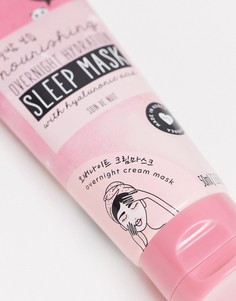 nourishing
OVERNIGHT HYDRATION
SLEEP MASK
with hyaluronic acid
SOIN DE NUIT
오버나이트 크림마스크
overnight cream mask